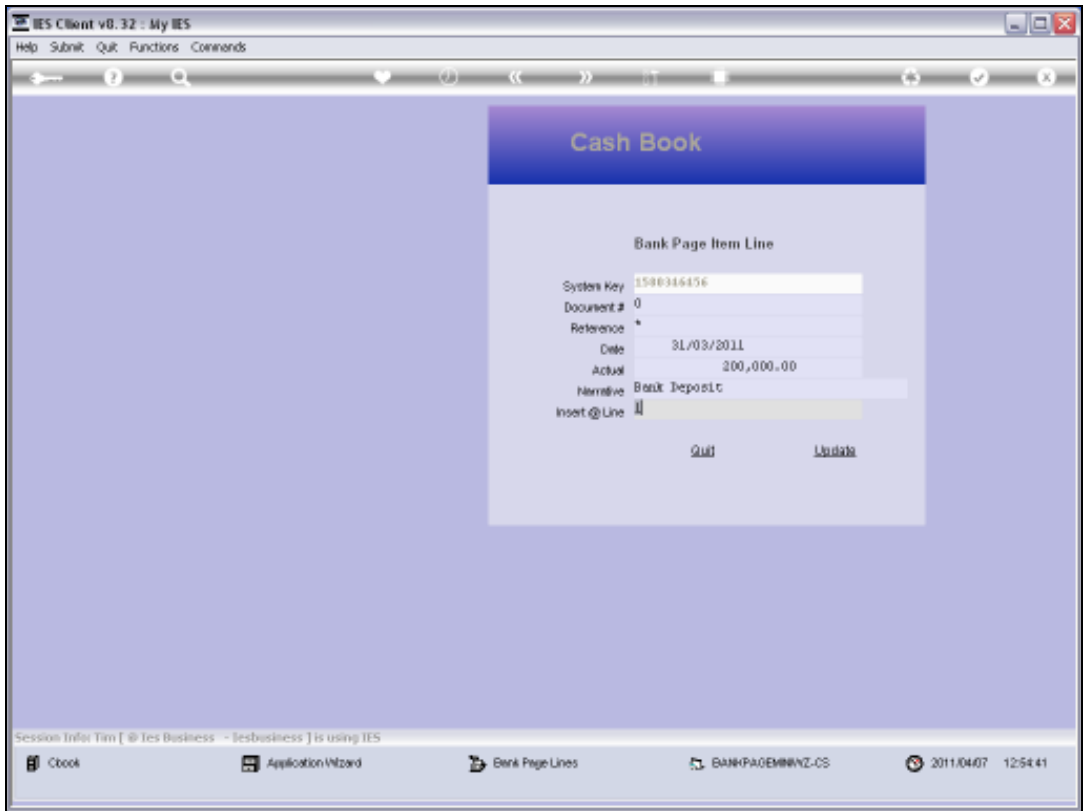 IES Client v8.32 : My IES
Help Submit Quit Functions Commands
Cash Book
Bank Page Item Line
System Key 1580346456
Document # 0
Reference *
Date 31/03/2011
Actual 200,000.00
Narrative Bank Deposit
Insert @ Line 1
Quit Update
Session Info: Tim [ @ Ies Business - Iesbusiness ] is using IES
Cbook Application Wizard Bank Page Lines 2011/04/07 12:54:41